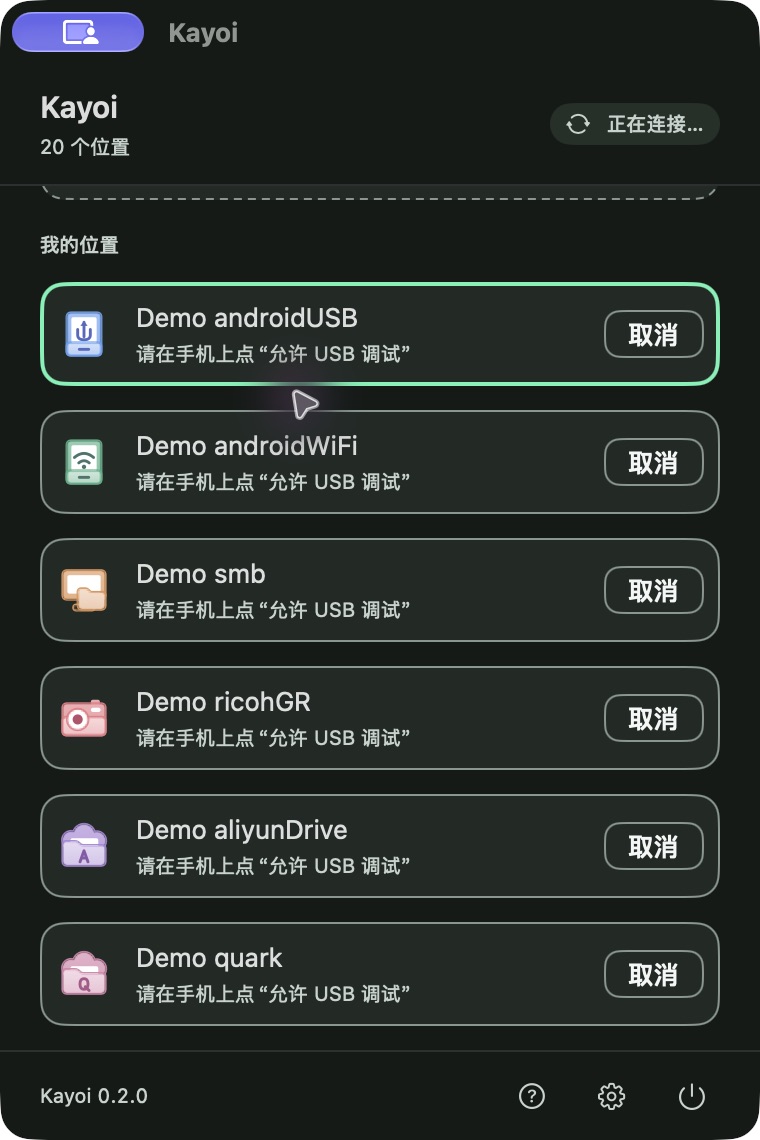 Kayoi
Kayoi
正在连接...
20 个位置
我的位置
Demo androidUSB
请在手机上点“允许 USB 调试”
取消
Demo androidWiFi
请在手机上点“允许 USB 调试”
取消
Demo smb
请在手机上点“允许 USB 调试”
取消
Demo ricohGR
请在手机上点“允许 USB 调试”
取消
A
Demo aliyunDrive
请在手机上点“允许 USB 调试”
取消
Q
Demo quark
请在手机上点“允许 USB 调试”
取消
Kayoi 0.2.0
?